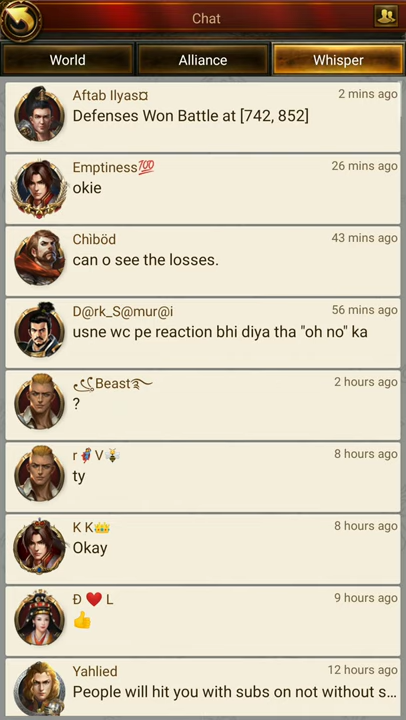 Chat
World
Alliance
Whisper
Aftab Ilyas¤
2 mins ago
Defenses Won Battle at [742, 852]
Emptiness💯
26 mins ago
okie
Chìböd
43 mins ago
can o see the losses.
D@rk_S@mur@i
56 mins ago
usne wc pe reaction bhi diya tha "oh no" ka
Beast
2 hours ago
?
r🧚‍♀️V🐝
8 hours ago
ty
K K👑
8 hours ago
Okay
Đ ❤️ L
9 hours ago
👍
Yahlied
12 hours ago
People will hit you with subs on not without s...